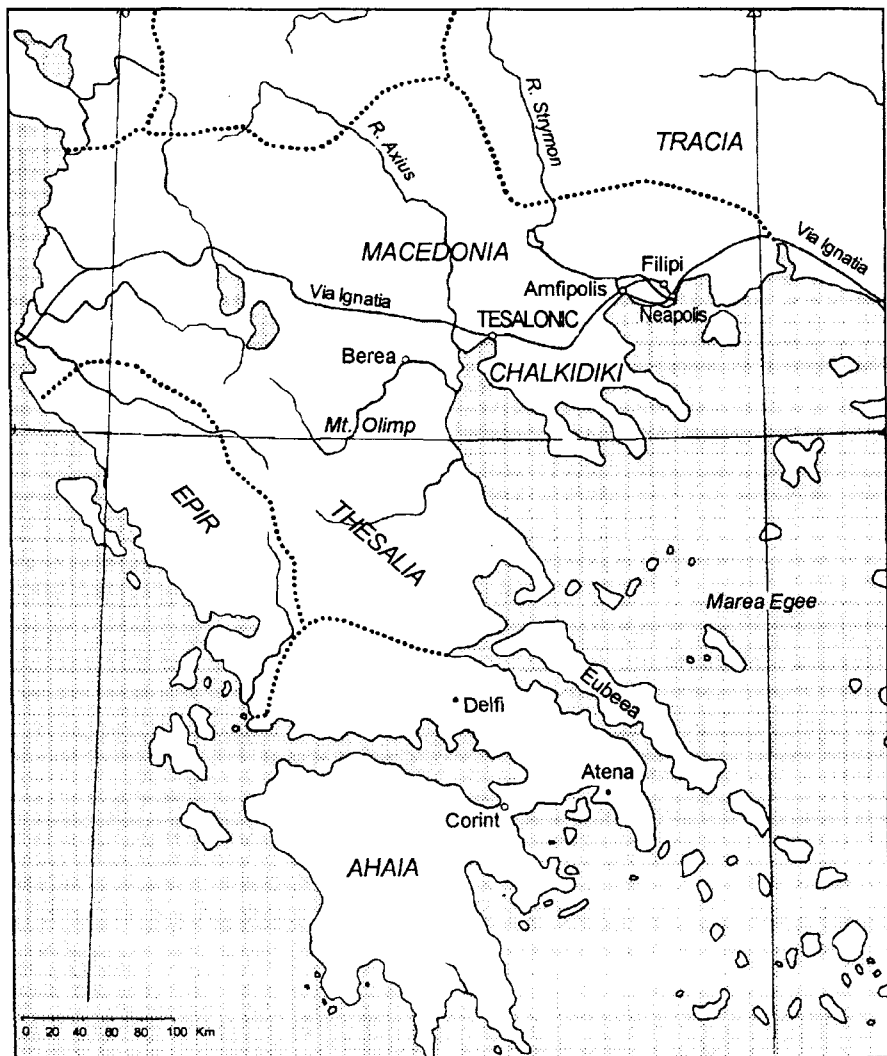 R. Strymon
TRACIA
R. Axius
MACEDONIA
Via Ignatia
Filipi
Amfipolis
Via Ignatia
Neapolis
TESALONIC
Berea
CHALKIDIKI
Mt. Olimp
EPIR
THESALIA
Marea Egee
Eubeea
Delfi
Atena
Corint
AHAIA
0 20 40 60 80 100 Km